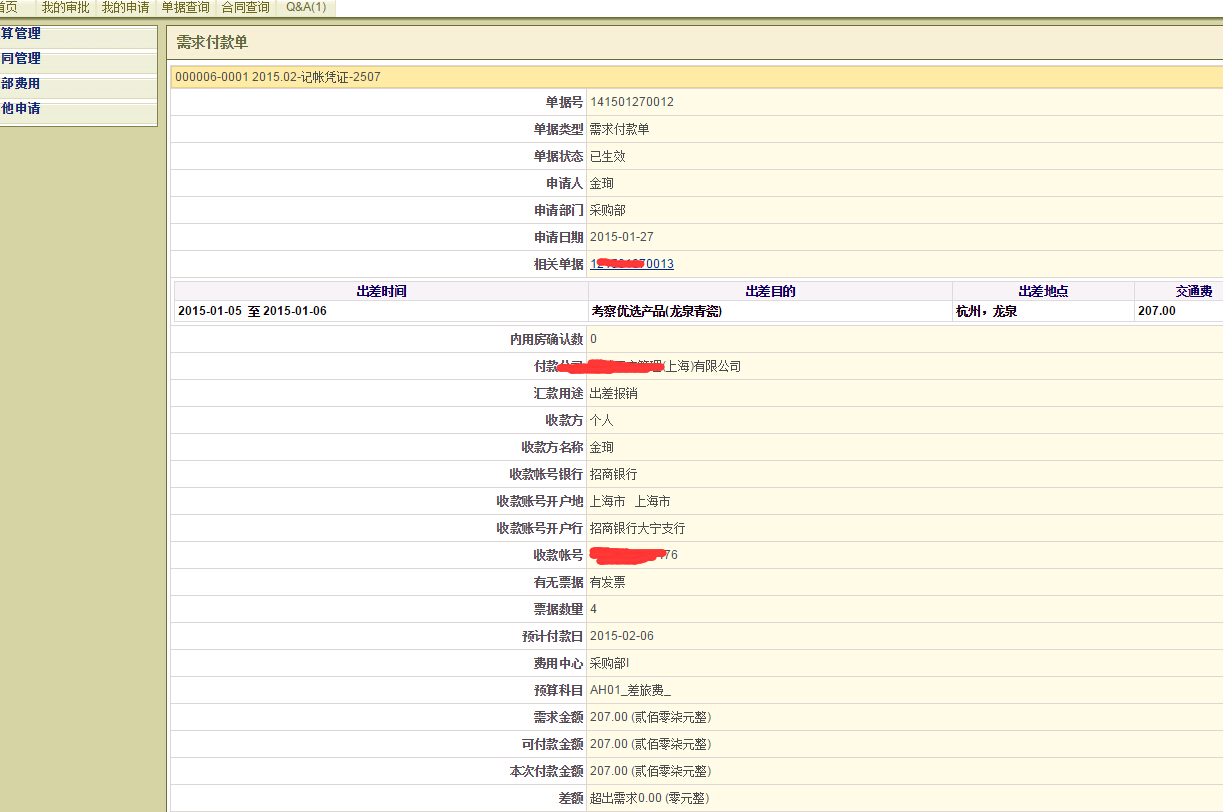 首页 我的审批 我的申请 单据查询 合同查询 Q&A(1)
算管理
同管理
部费用
他申请
需求付款单
000006-0001 2015.02-记帐凭证-2507
单据号 141501270012
单据类型 需求付款单
单据状态 已生效
申请人 金珣
申请部门 采购部
申请日期 2015-01-27
相关单据 1 70013
出差时间 出差目的 出差地点 交通费
2015-01-05 至 2015-01-06 考察优选产品(龙泉青瓷) 杭州，龙泉 207.00
内用房确认数 0
付款 管理(上海)有限公司
汇款用途 出差报销
收款方 个人
收款方名称 金珣
收款帐号银行 招商银行
收款账号开户地 上海市 上海市
收款账号开户行 招商银行大宁支行
收款帐号 476
有无票据 有发票
票据数量 4
预计付款日 2015-02-06
费用中心 采购部I
预算科目 AH01_差旅费_
需求金额 207.00 (贰佰零柒元整)
可付款金额 207.00 (贰佰零柒元整)
本次付款金额 207.00 (贰佰零柒元整)
差额 超出需求0.00 (零元整)